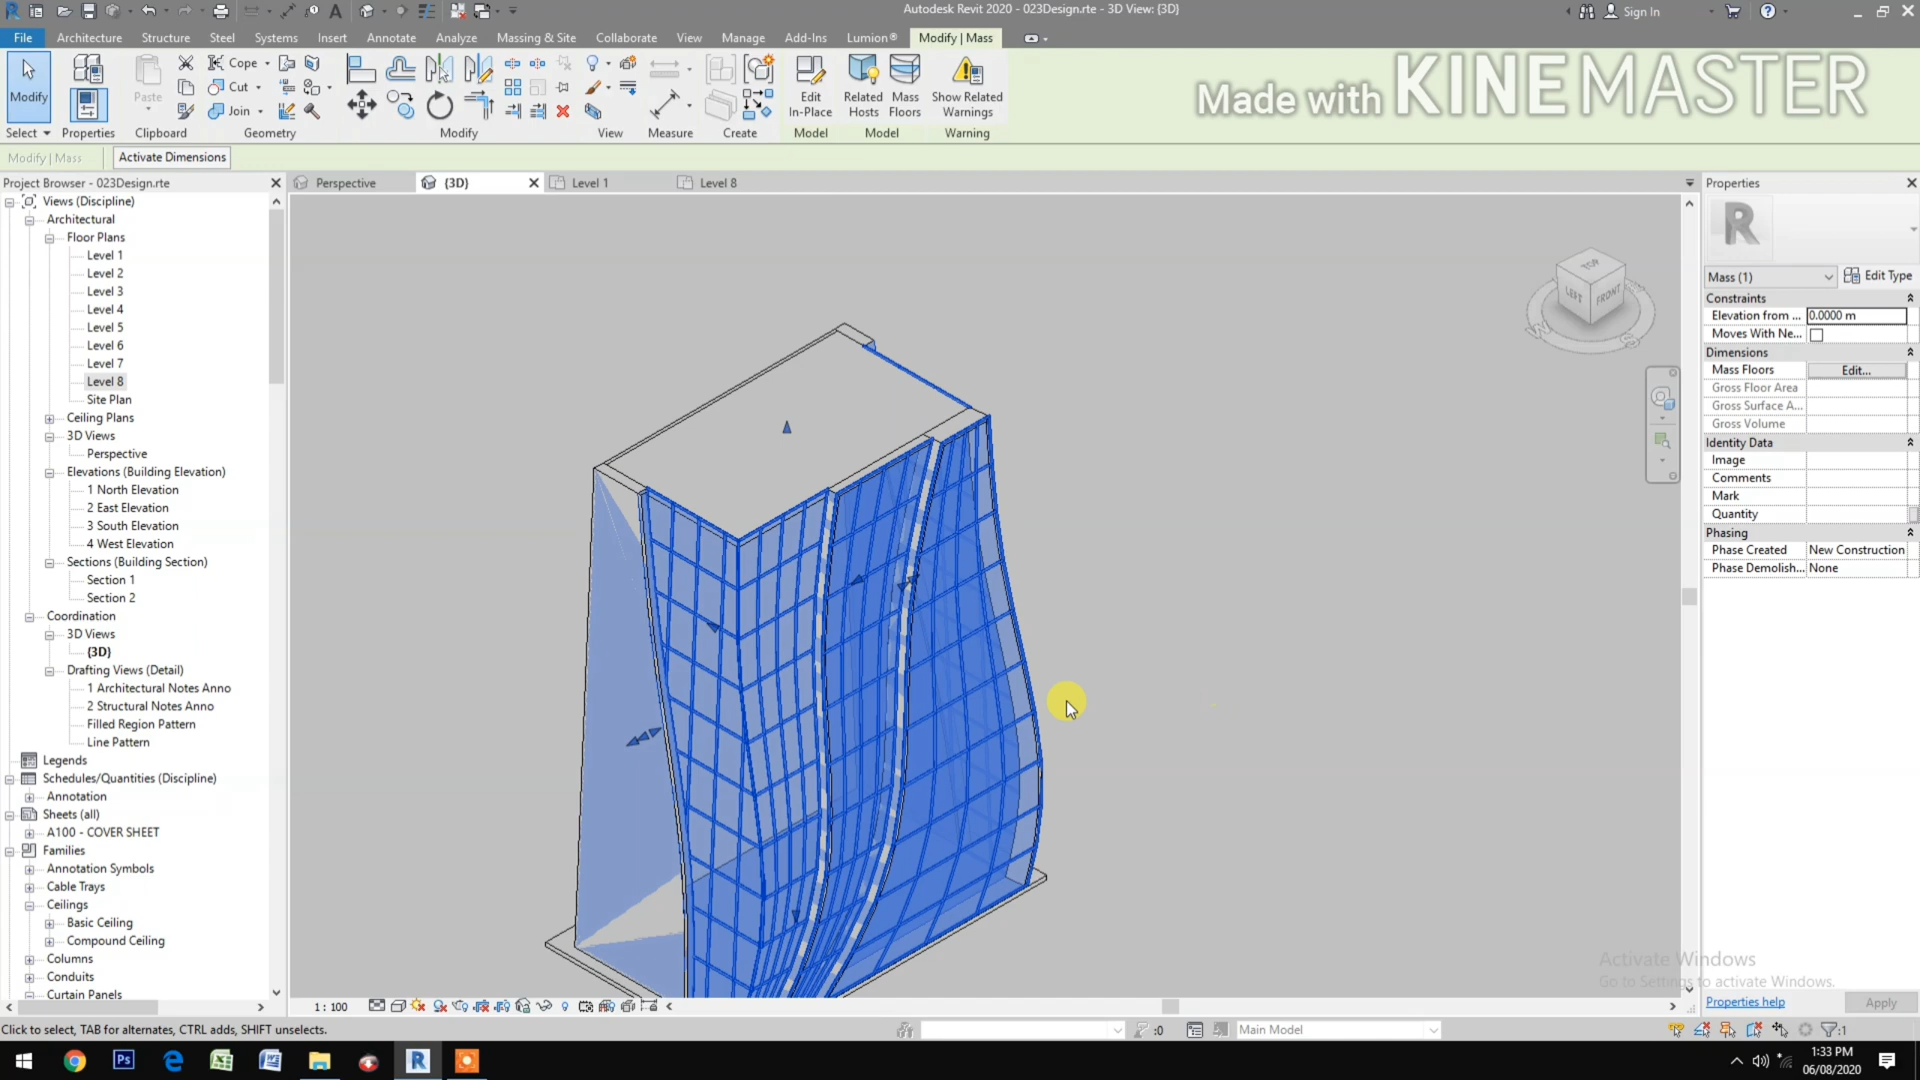 Autodesk Revit 2020 - 023Design.rte - 3D View: {3D}
Sign In
File Architecture Structure Steel Systems Insert Annotate Analyze Massing & Site Collaborate View Manage Add-Ins Lumion® Modify | Mass
Modify
Paste
Cope
Cut
Join
Edit In-Place
Related Hosts
Mass Floors
Show Related Warnings
Select Properties Clipboard Geometry Modify View Measure Create Model Model Warning
Made with KINEMASTER
Modify | Mass Activate Dimensions
Project Browser - 023Design.rte
Perspective {3D} Level 1 Level 8
Properties
Views (Discipline)
Architectural
Floor Plans
Level 1
Level 2
Level 3
Level 4
Level 5
Level 6
Level 7
Level 8
Site Plan
Ceiling Plans
3D Views
Perspective
Elevations (Building Elevation)
1 North Elevation
2 East Elevation
3 South Elevation
4 West Elevation
Sections (Building Section)
Section 1
Section 2
Coordination
3D Views
{3D}
Drafting Views (Detail)
1 Architectural Notes Anno
2 Structural Notes Anno
Filled Region Pattern
Line Pattern
Legends
Schedules/Quantities (Discipline)
Annotation
Sheets (all)
A100 - COVER SHEET
Families
Annotation Symbols
Cable Trays
Ceilings
Basic Ceiling
Compound Ceiling
Columns
Conduits
Curtain Panels
TOP
LEFT
FRONT
W
S
R
Mass (1) Edit Type
Constraints
Elevation from ... 0.0000 m
Moves With Ne...
Dimensions
Mass Floors Edit...
Gross Floor Area
Gross Surface A...
Gross Volume
Identity Data
Image
Comments
Mark
Quantity
Phasing
Phase Created New Construction
Phase Demolish... None
Activate Windows
Go to Settings to activate Windows.
Properties help Apply
1 : 100
Click to select, TAB for alternates, CTRL adds, SHIFT unselects.
:0
Main Model
:1
1:33 PM
06/08/2020